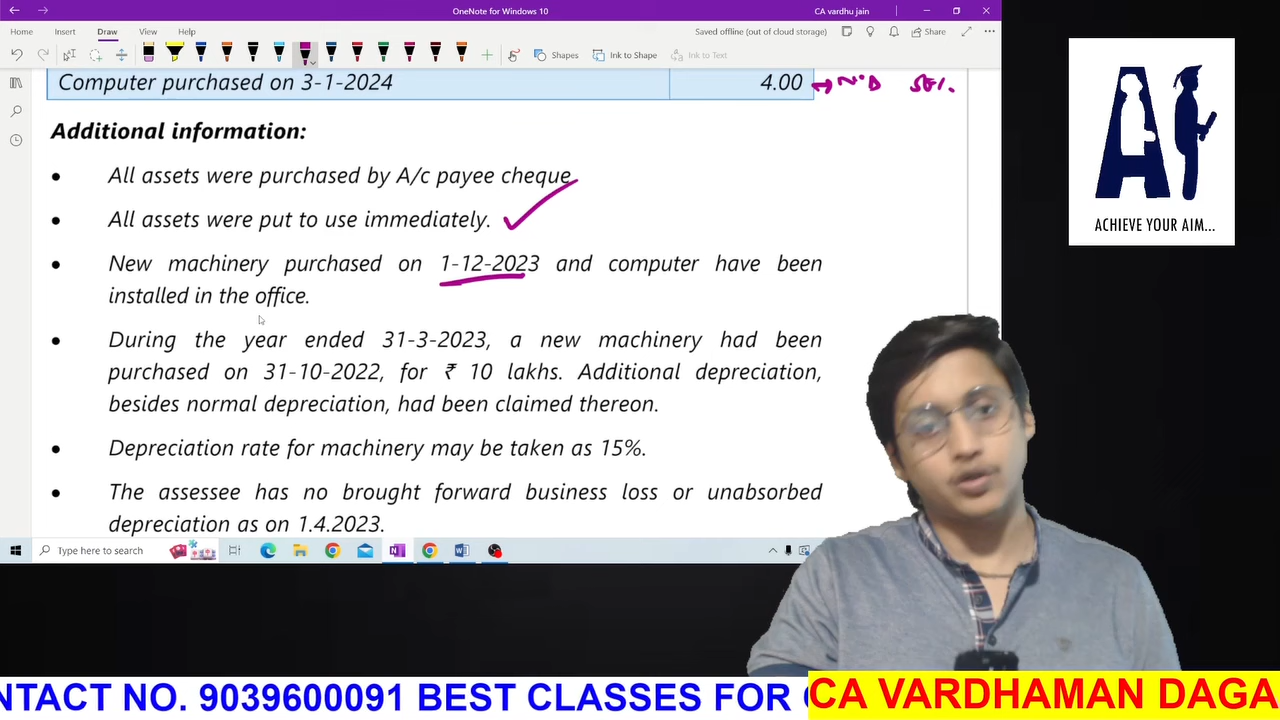 OneNote for Windows 10
CA vardhu jain
Home Insert Draw View Help
Saved offline (out of cloud storage)
Share
Shapes
Ink to Shape
Ink to Text
Computer purchased on 3-1-2024 4.00
Additional information:
• All assets were purchased by A/c payee cheque
• All assets were put to use immediately.
• New machinery purchased on 1-12-2023 and computer have been
installed in the office.
• During the year ended 31-3-2023, a new machinery had been
purchased on 31-10-2022, for ₹ 10 lakhs. Additional depreciation,
besides normal depreciation, had been claimed thereon.
• Depreciation rate for machinery may be taken as 15%.
• The assessee has no brought forward business loss or unabsorbed
depreciation as on 1.4.2023.
Type here to search
A
ACHIEVE YOUR AIM...
NTACT NO. 9039600091 BEST CLASSES FOR
CA VARDHAMAN DAGA